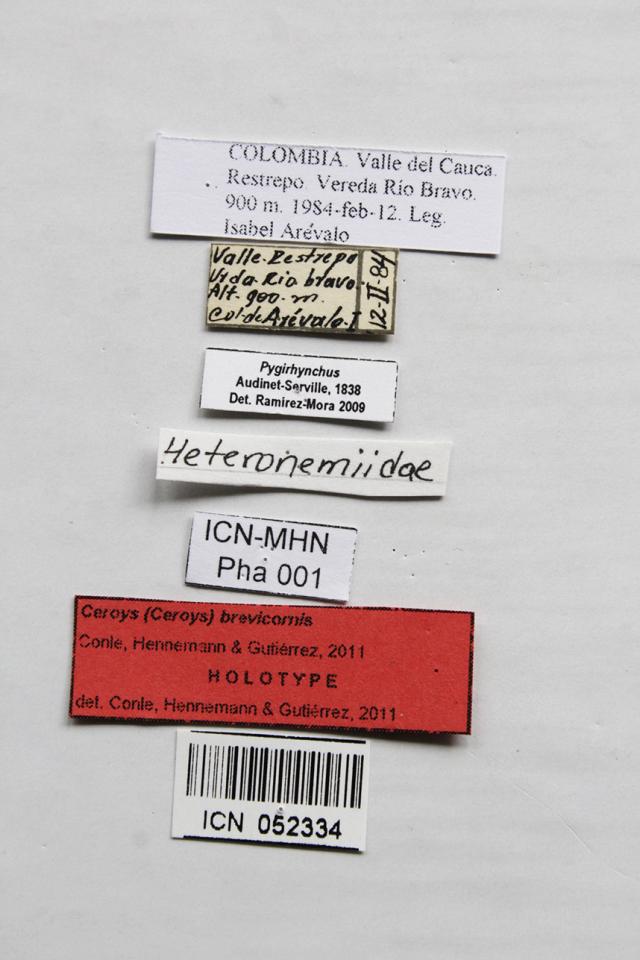 COLOMBIA. Valle del Cauca.
Restrepo. Vereda Río Bravo.
900 m. 1984-feb-12. Leg.
Isabel Arévalo
Valle-Restrepo
Vrda. Rio bravo.
Alt. 900.m.
Col-de Arévalo-I
12-II-84
Pygirhynchus
Audinet-Serville, 1838
Det. Ramirez-Mora 2009
Heteronemiidae
ICN-MHN
Pha 001
Ceroys (Ceroys) brevicornis
Conle, Hennemann & Gutiérrez, 2011
HOLOTYPE
det. Conle, Hennemann & Gutiérrez, 2011
ICN 052334